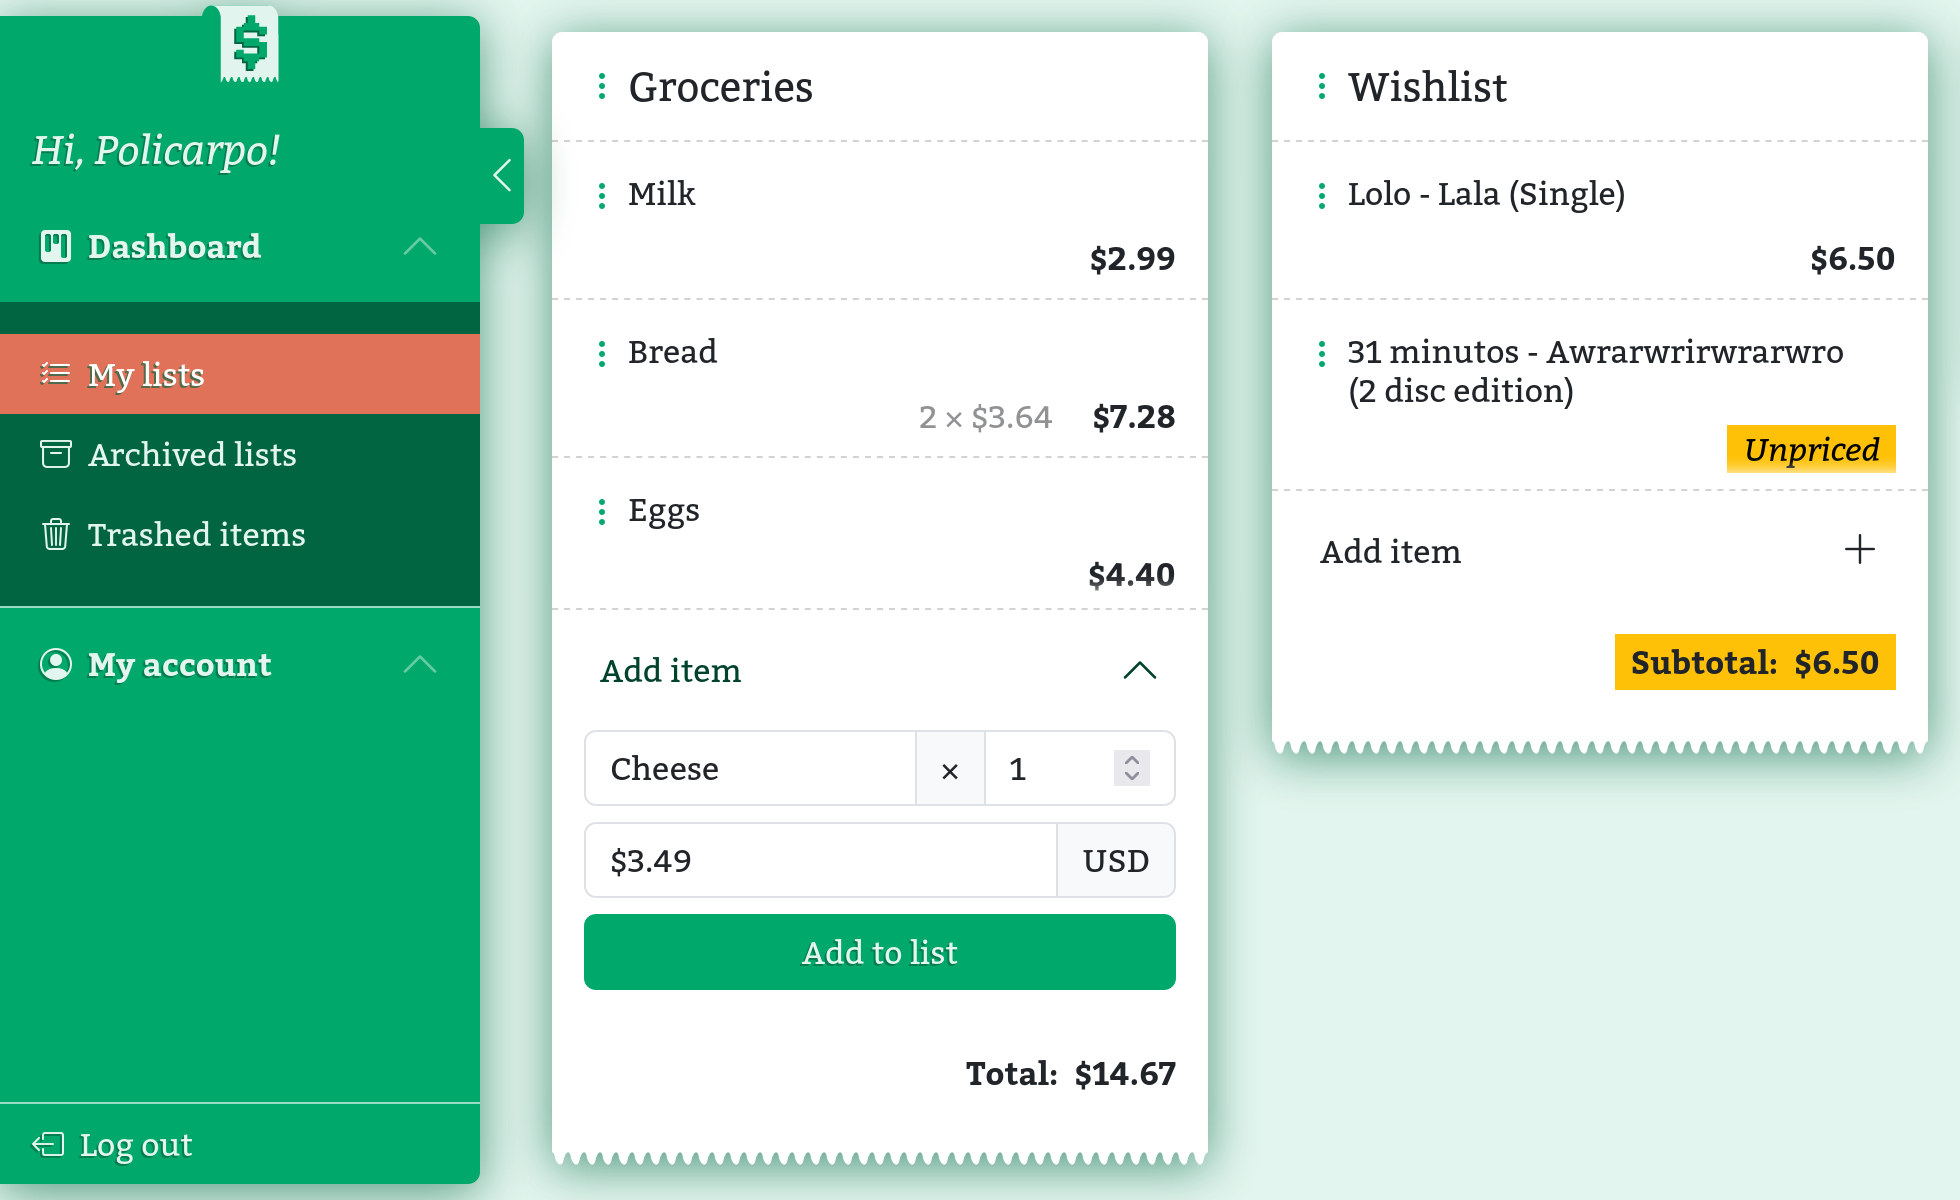 $
Hi, Policarpo!
Dashboard
My lists
Archived lists
Trashed items
My account
Log out
Groceries
Milk
$2.99
Bread
2 × $3.64 $7.28
Eggs
$4.40
Add item
Cheese × 1
$3.49 USD
Add to list
Total: $14.67
Wishlist
Lolo - Lala (Single)
$6.50
31 minutos - Awrarwrirwrarwro
(2 disc edition)
Unpriced
Add item
Subtotal: $6.50